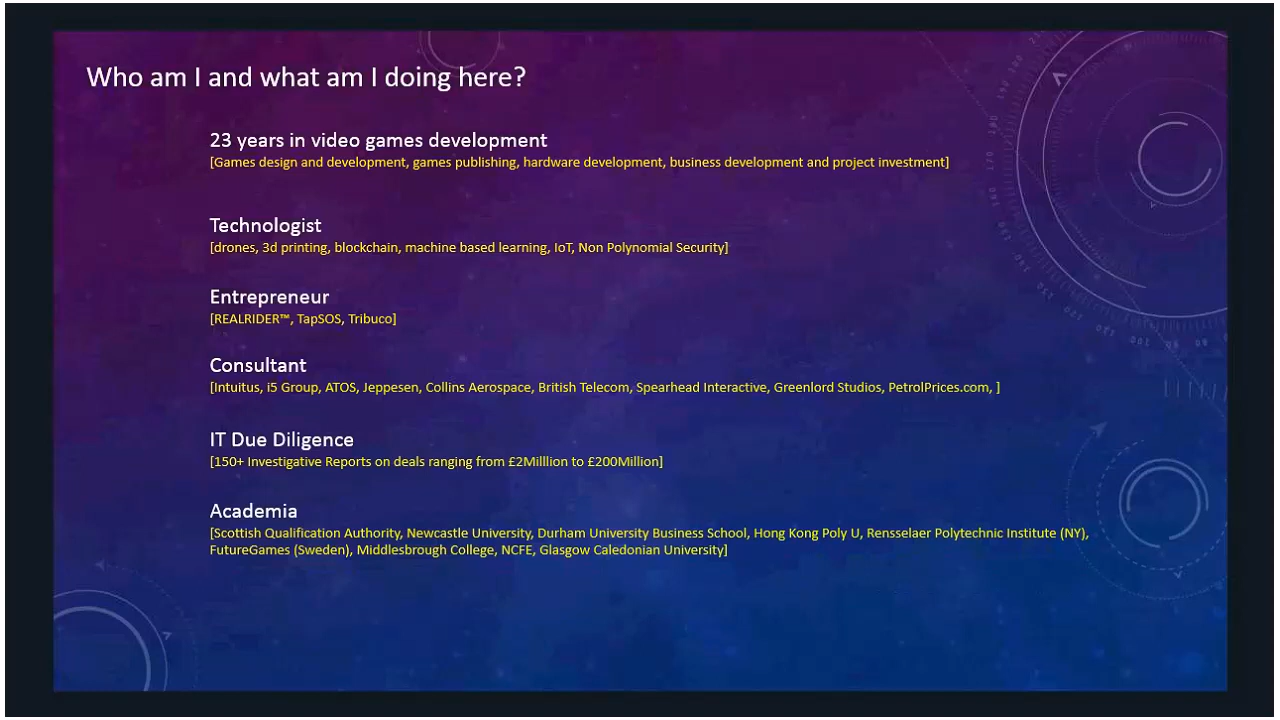 Who am I and what am I doing here?
23 years in video games development
[Games design and development, games publishing, hardware development, business development and project investment]
Technologist
[drones, 3d printing, blockchain, machine based learning, IoT, Non Polynomial Security]
Entrepreneur
[REALRIDER™, TapSOS, Tribuco]
Consultant
[Intuitus, i5 Group, ATOS, Jeppesen, Collins Aerospace, British Telecom, Spearhead Interactive, Greenlord Studios, PetrolPrices.com, ]
IT Due Diligence
[150+ Investigative Reports on deals ranging from £2Milllion to £200Million]
Academia
[Scottish Qualification Authority, Newcastle University, Durham University Business School, Hong Kong Poly U, Rensselaer Polytechnic Institute (NY),
FutureGames (Sweden), Middlesbrough College, NCFE, Glasgow Caledonian University]